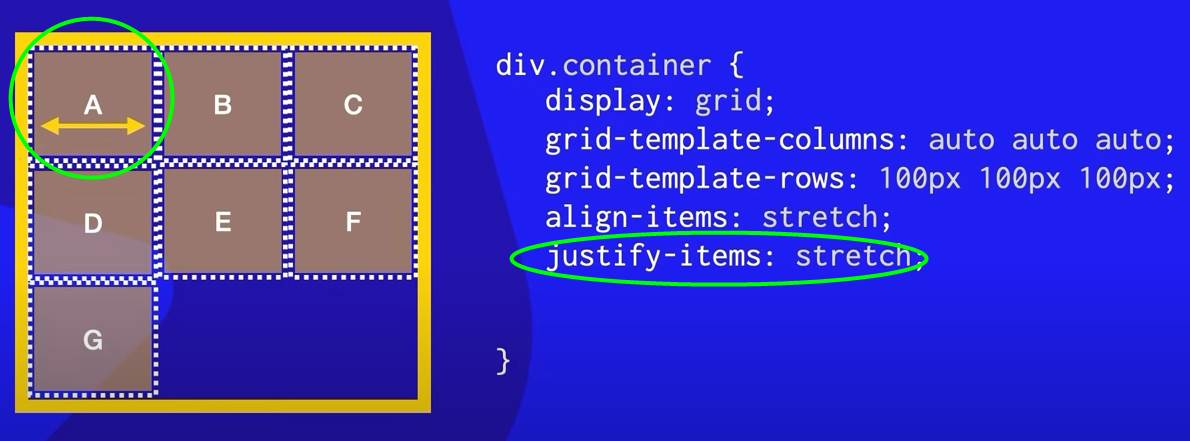 A B C
D E F
G
div.container {
display: grid;
grid-template-columns: auto auto auto;
grid-template-rows: 100px 100px 100px;
align-items: stretch;
justify-items: stretch;
}